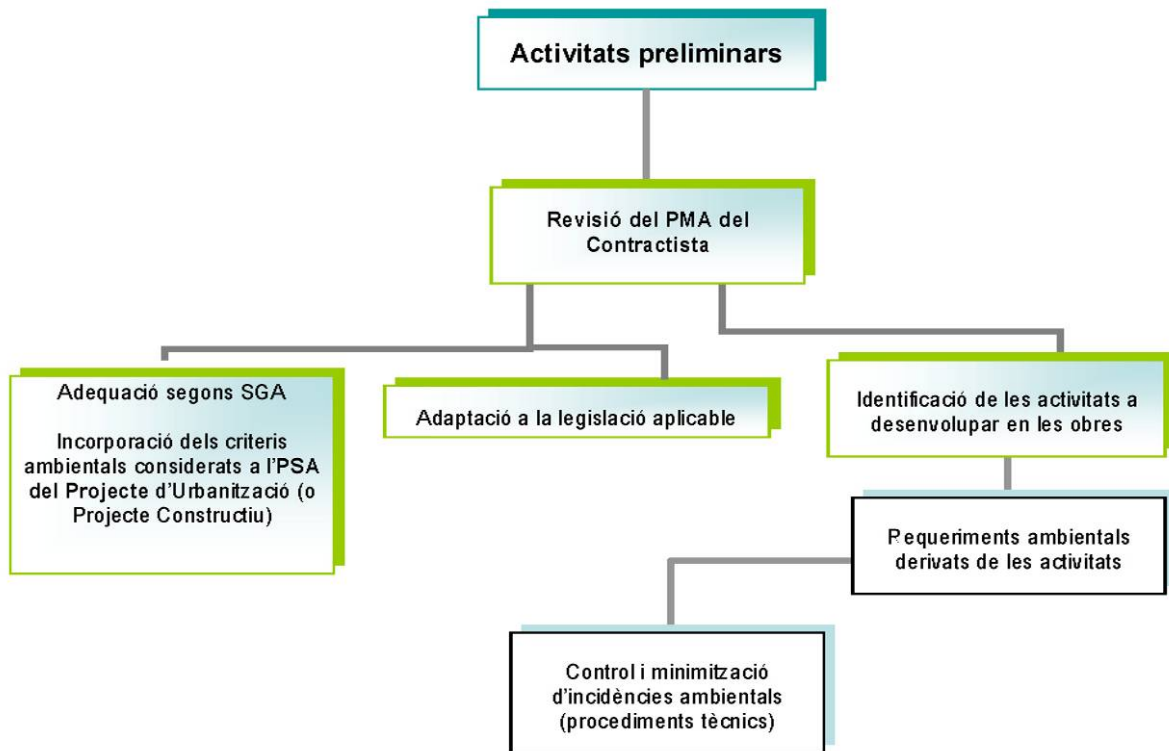 Activitats preliminars
Revisió del PMA del
Contractista
Adequació segons SGA
Incorporació dels criteris
ambientals considerats a l'PSA
del Projecte d'Urbanització (o
Projecte Constructiu)
Adaptació a la legislació aplicable
Identificació de les activitats a
desenvolupar en les obres
Requeriments ambientals
derivats de les activitats
Control i minimització
d'incidències ambientals
(procediments tècnics)